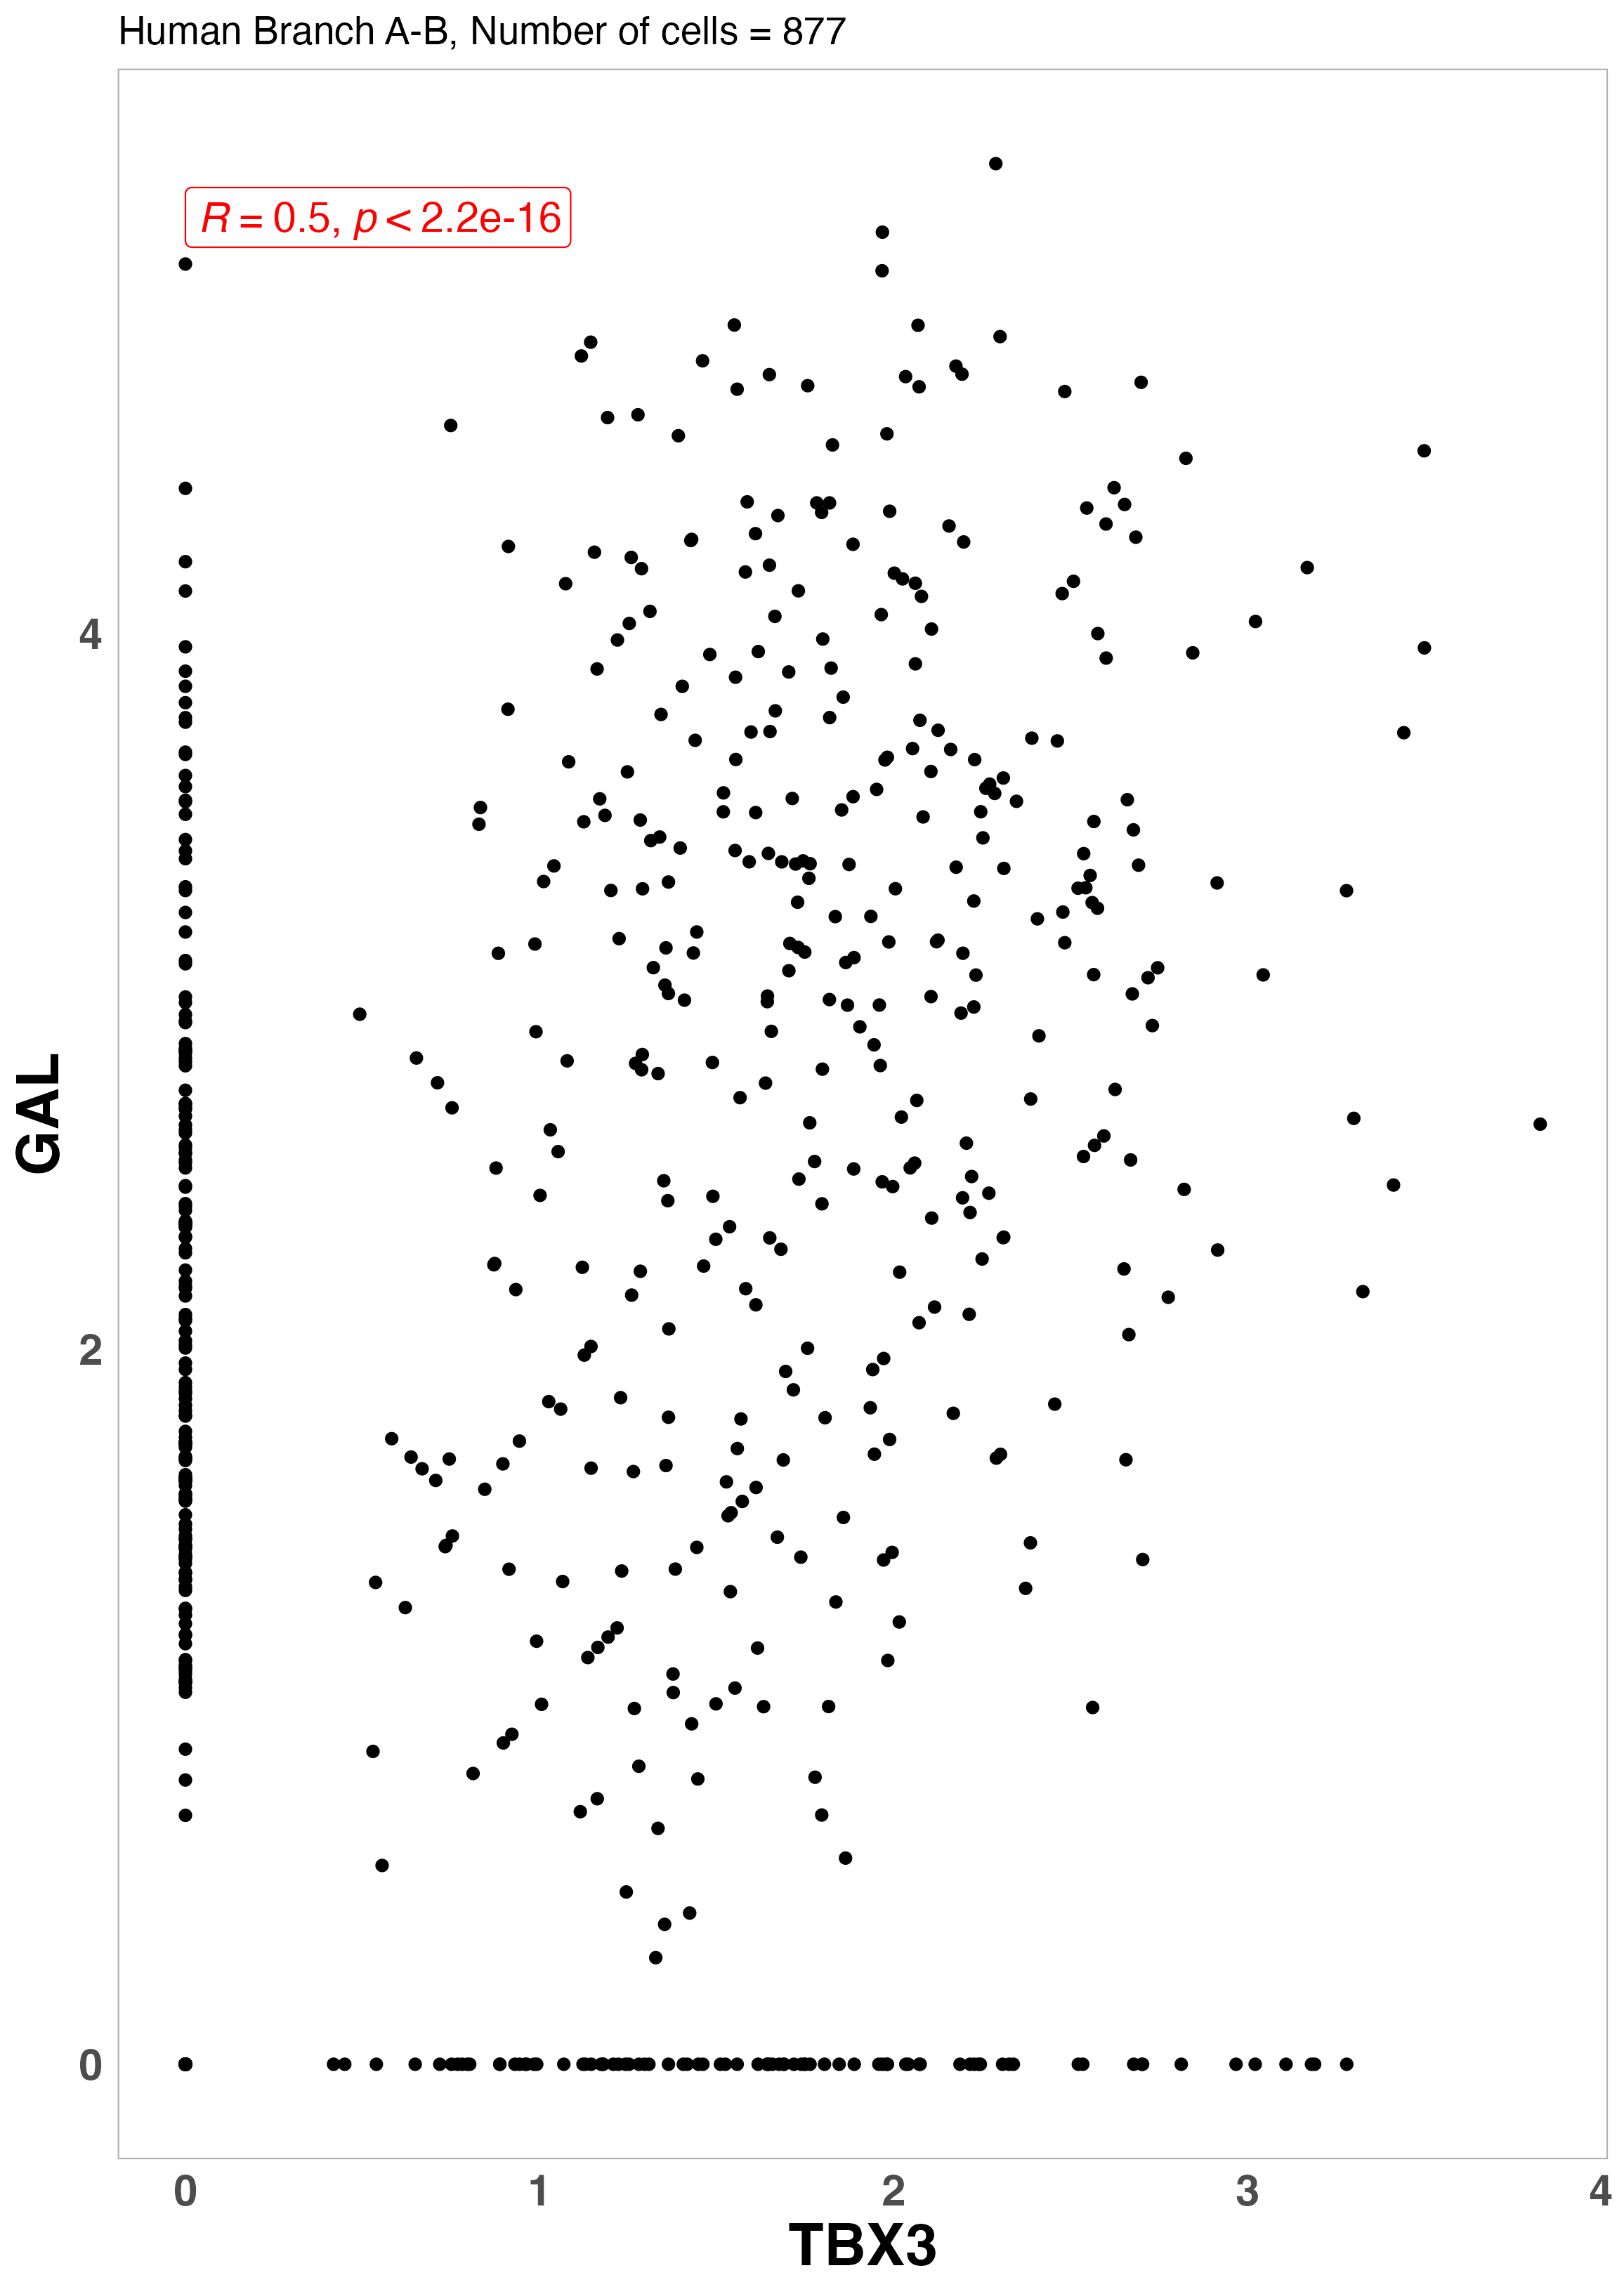 Human Branch A-B, Number of cells = 877
R = 0.5, p < 2.2e-16
4
GAL
2
0
0 1 2 3 4
TBX3